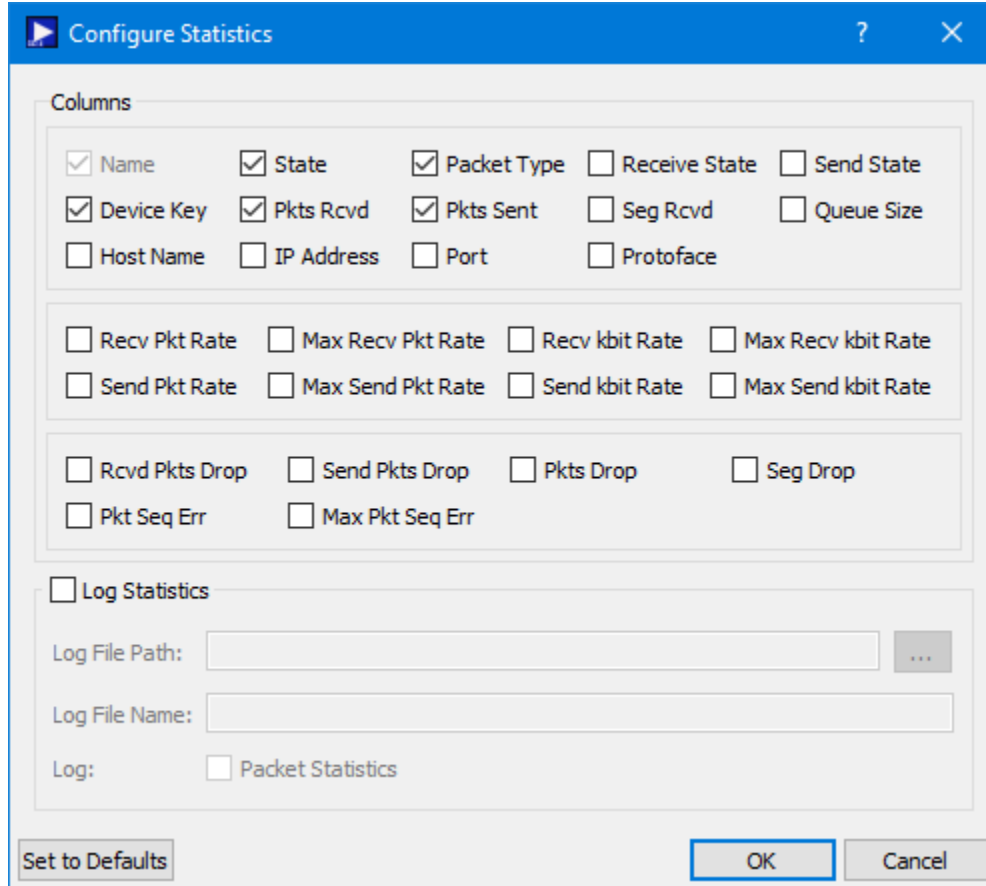 Configure Statistics ?
Columns
Name State Packet Type Receive State Send State
Device Key Pkts Rcvd Pkts Sent Seg Rcvd Queue Size
Host Name IP Address Port Protoface
Recv Pkt Rate Max Recv Pkt Rate Recv kbit Rate Max Recv kbit Rate
Send Pkt Rate Max Send Pkt Rate Send kbit Rate Max Send kbit Rate
Rcvd Pkts Drop Send Pkts Drop Pkts Drop Seg Drop
Pkt Seq Err Max Pkt Seq Err
Log Statistics
Log File Path: ...
Log File Name:
Log: Packet Statistics
Set to Defaults OK Cancel